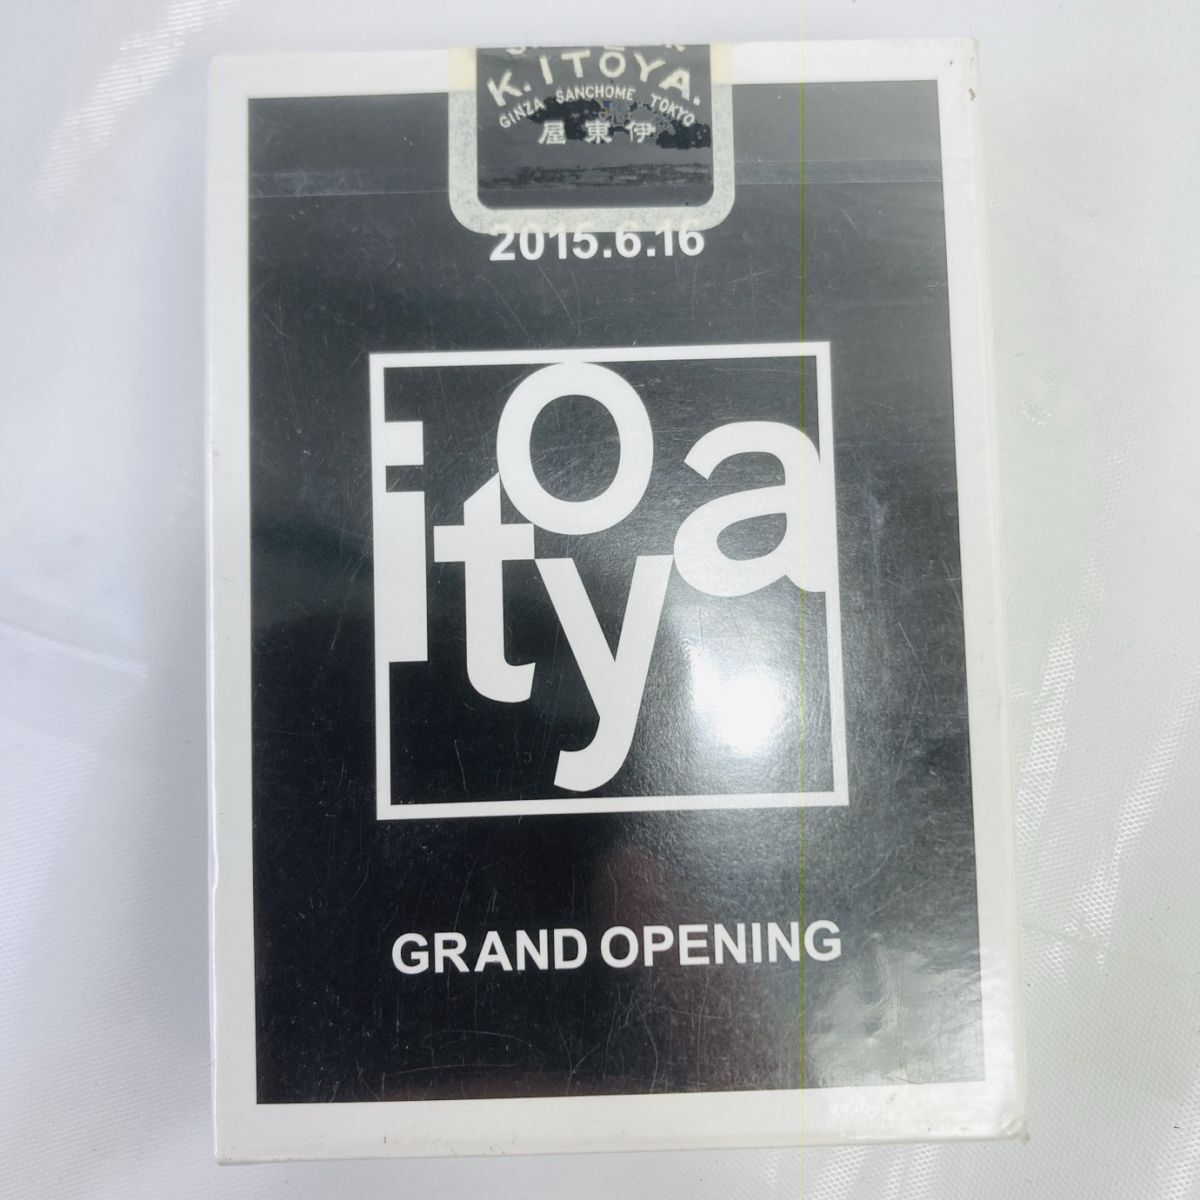 K.ITOYA.
GINZA SANCHOME TOKYO
屋東伊
2015.6.16
itoya
GRAND OPENING